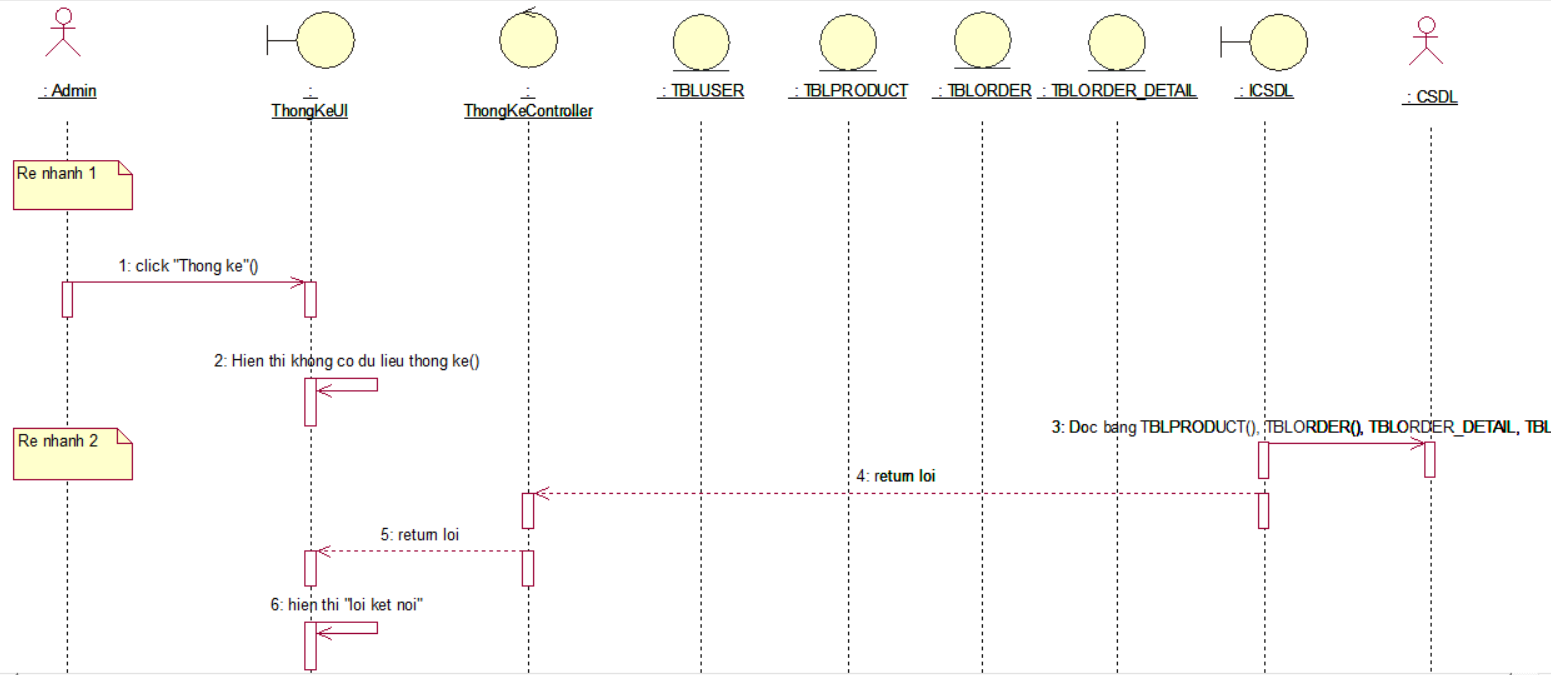 : Admin
:
ThongKeUI
:
ThongKeController
: TBLUSER
: TBLPRODUCT
: TBLORDER
: TBLORDER_DETAIL
: ICSDL
: CSDL
Re nhanh 1
1: click "Thong ke"()
2: Hien thi không co du lieu thong ke()
Re nhanh 2
3: Doc bang TBLPRODUCT(), TBLORDER(), TBLORDER_DETAIL, TBL
4: return loi
5: return loi
6: hien thi "loi ket noi"